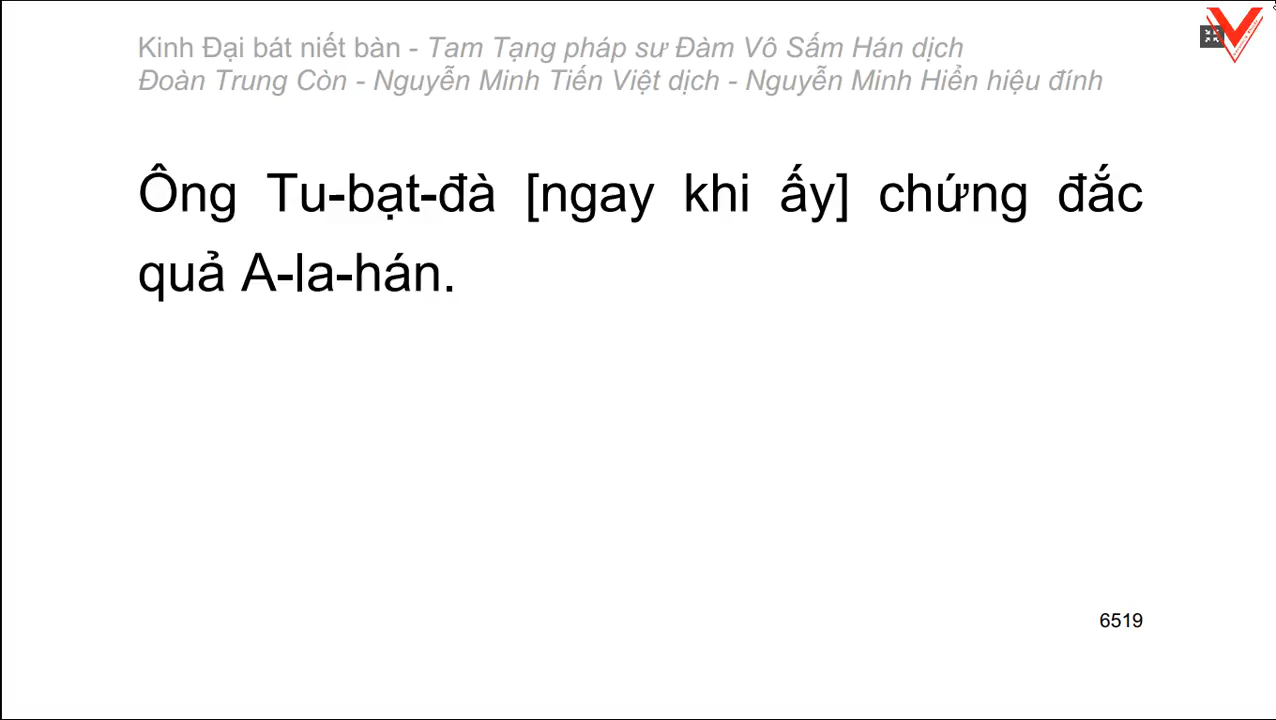 Kinh Đại bát niết bàn - Tam Tạng pháp sư Đàm Vô Sấm Hán dịch
Đoàn Trung Còn - Nguyễn Minh Tiến Việt dịch - Nguyễn Minh Hiển hiệu đính
Ông Tu-bạt-đà [ngay khi ấy] chứng đắc
quả A-la-hán.
6519